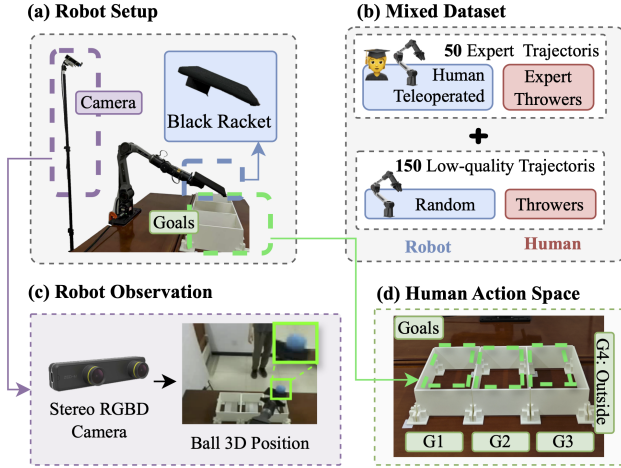 (a) Robot Setup
Camera
Black Racket
Goals
(b) Mixed Dataset
50 Expert Trajectoris
Human
Teleoperated
Expert
Throwers
+
150 Low-quality Trajectoris
Random
Throwers
Robot
Human
(c) Robot Observation
Stereo RGBD
Camera
Ball 3D Position
(d) Human Action Space
Goals
G4: Outside
G1
G2
G3